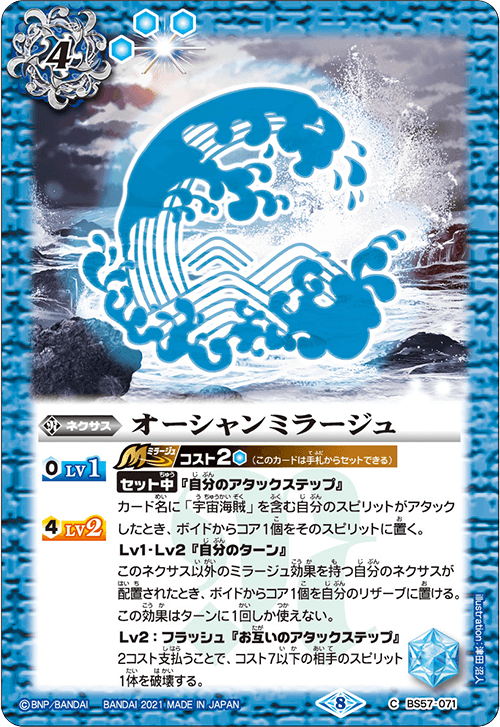 4
ネクサス オーシャンミラージュ
0 LV1
ミラージュ コスト2 (このカードは手札からセットできる)
セット中『自分のアタックステップ』
カード名に「宇宙海賊」を含む自分のスピリットがアタック
4 LV2
したとき、ボイドからコア1個をそのスピリットに置く。
Lv1・Lv2『自分のターン』
このネクサス以外のミラージュ効果を持つ自分のネクサスが
配置されたとき、ボイドからコア1個を自分のリザーブに置ける。
この効果はターンに1回しか使えない。
Lv2:フラッシュ『お互いのアタックステップ』
2コスト支払うことで、コスト7以下の相手のスピリット
1体を破壊する。
illustration:津田沼人
©BNP/BANDAI BANDAI 2021 MADE IN JAPAN 8 C BS57-071